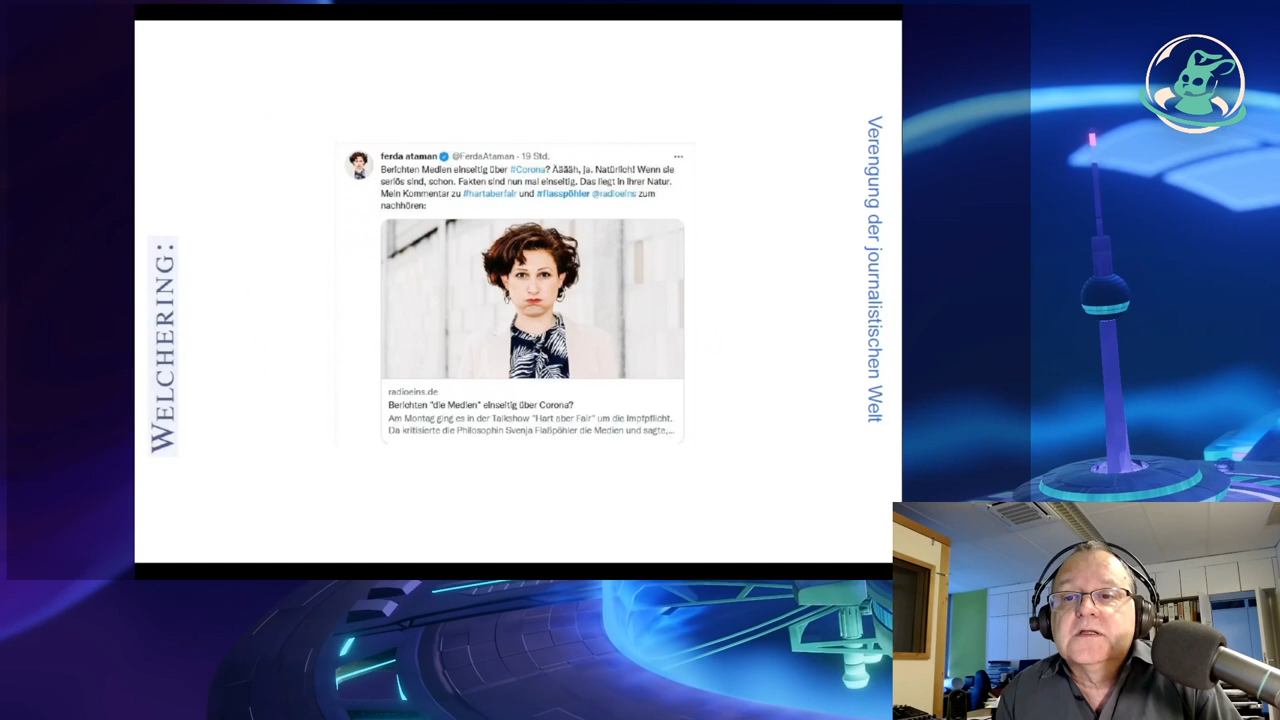 WELCHERING:
ferda ataman @FerdaAtaman · 19 Std.
Berichten Medien einseitig über #Corona? Äääh, ja. Natürlich! Wenn sie
seriös sind, schon. Fakten sind nun mal einseitig. Das liegt in ihrer Natur.
Mein Kommentar zu #hartaberfair und #flasspöhler @radioeins zum
nachhören:
radioeins.de
Berichten "die Medien" einseitig über Corona?
Am Montag ging es in der Talkshow "Hart aber Fair" um die Impfpflicht.
Da kritisierte die Philosophin Svenja Flaßpöhler die Medien und sagte,...
Verengung der journalistischen Welt